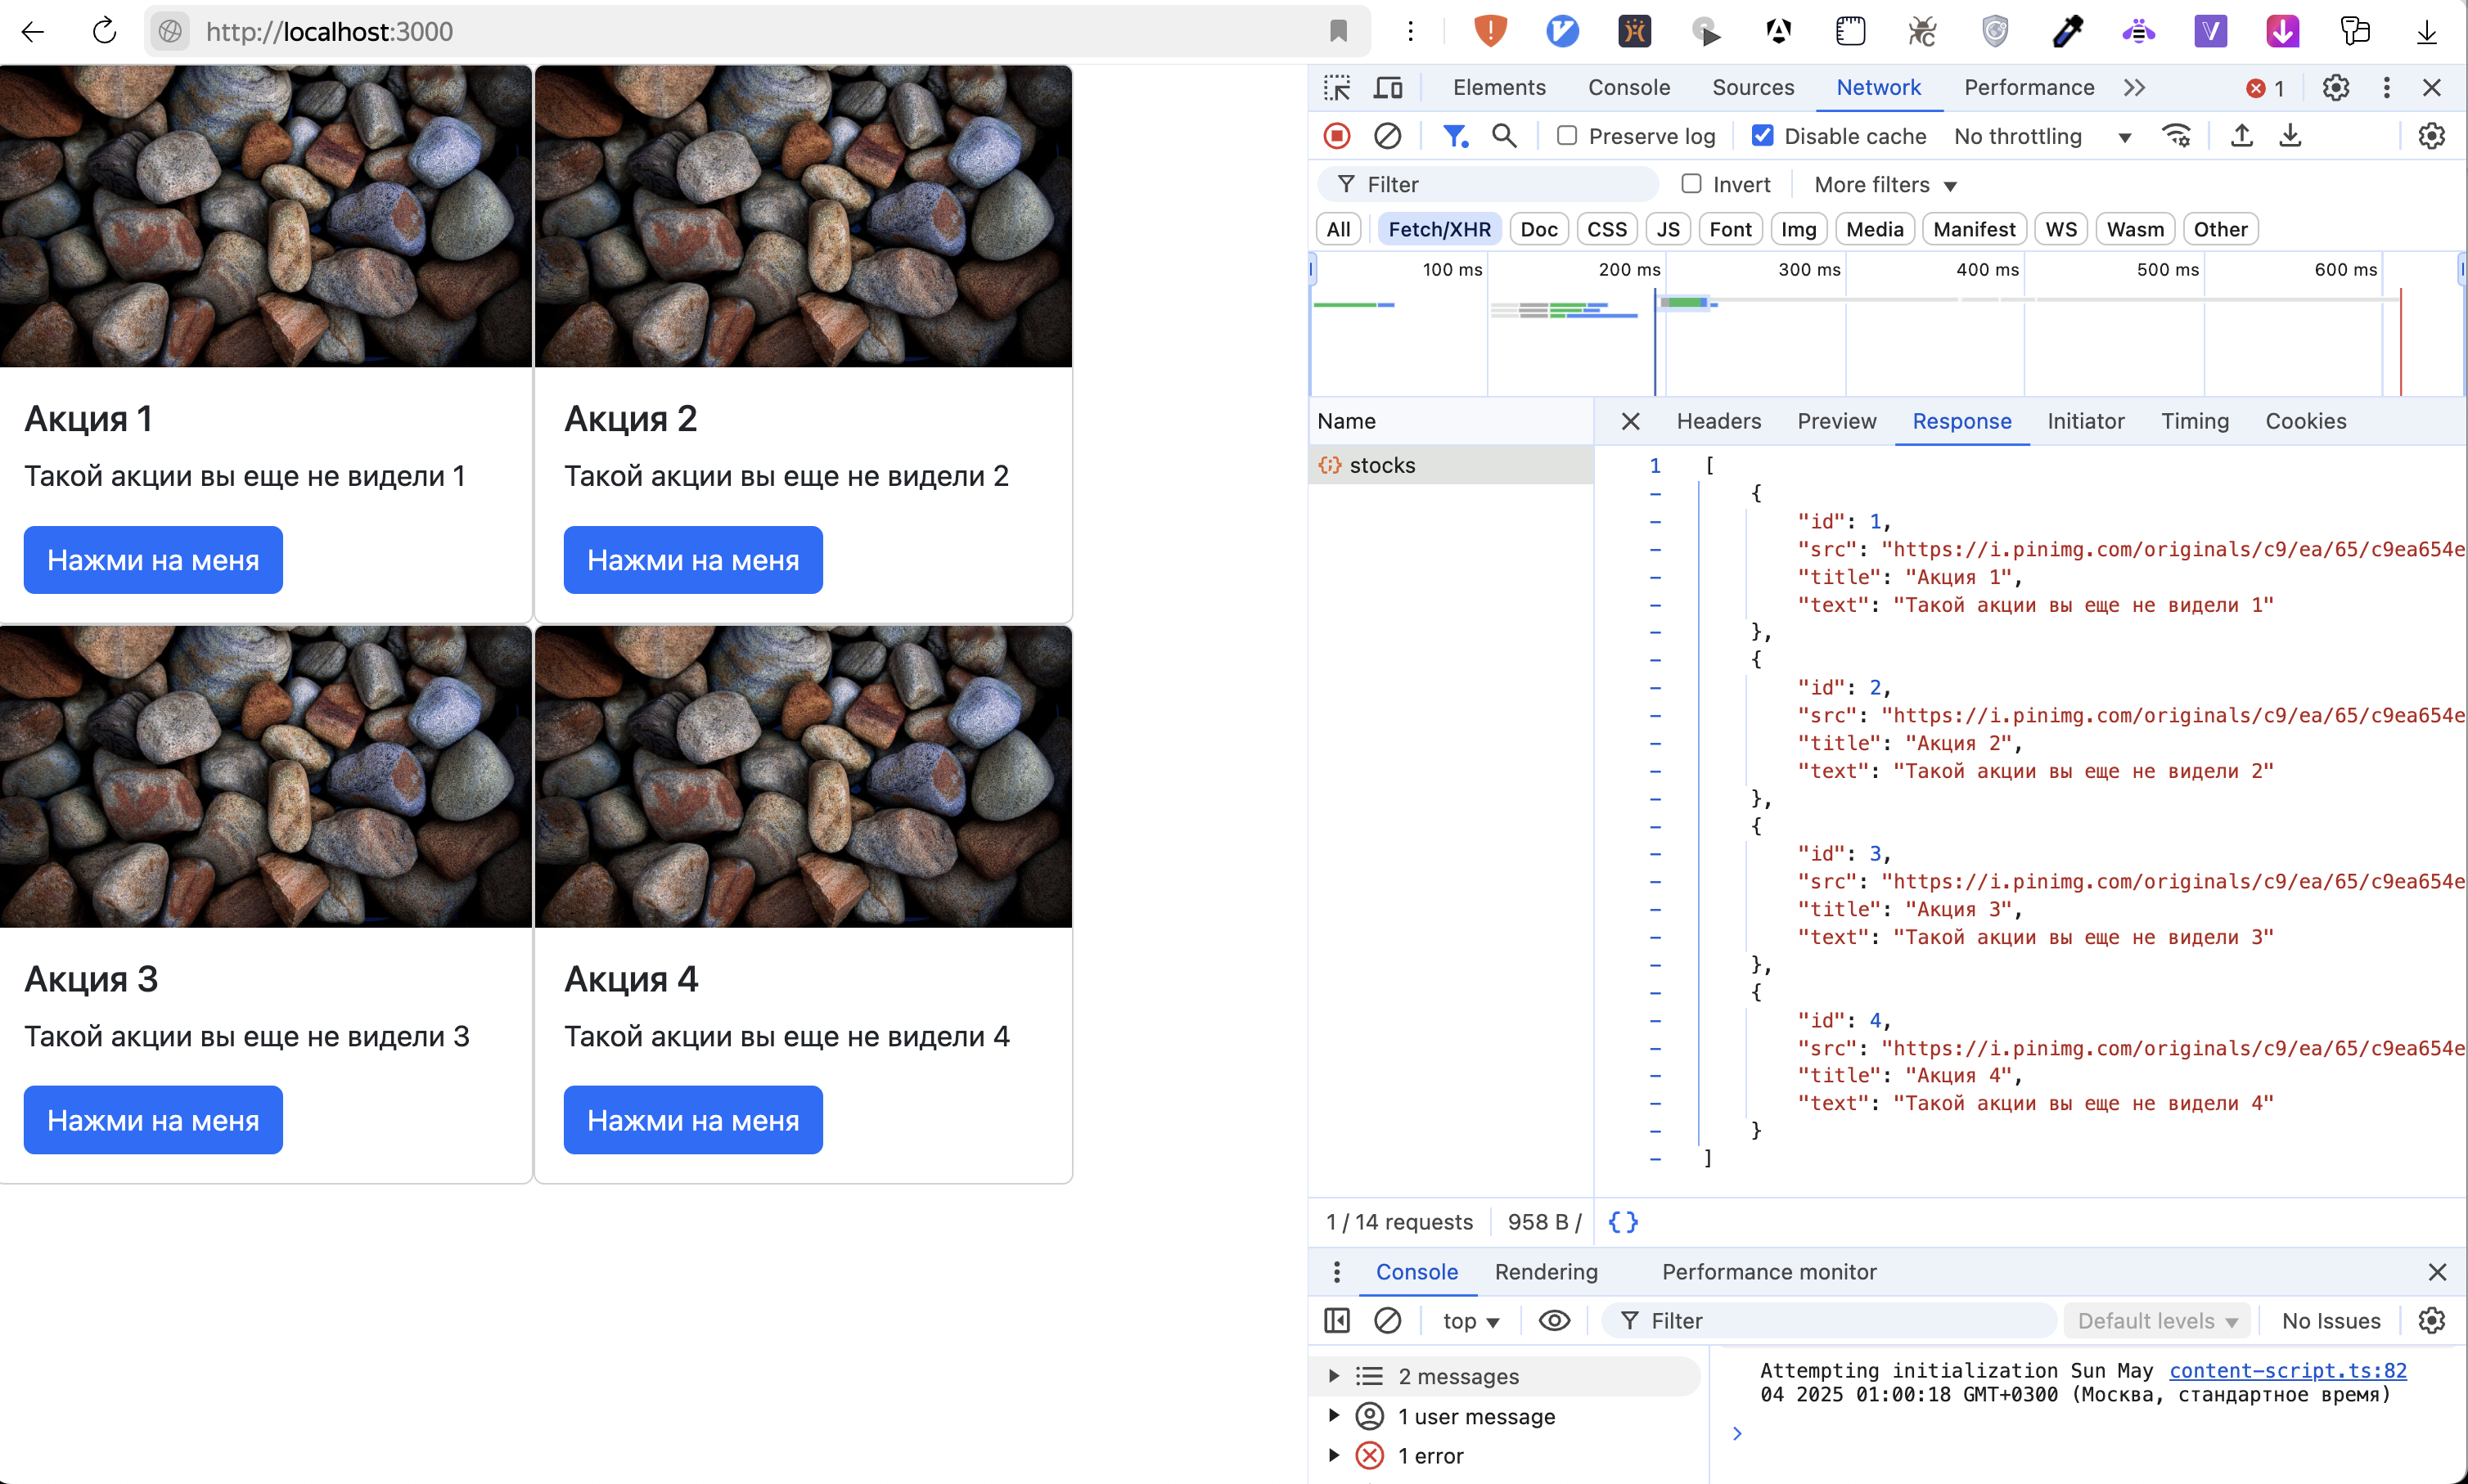 http://localhost:3000
Elements Console Sources Network Performance 1
Preserve log Disable cache No throttling
Filter Invert More filters
All Fetch/XHR Doc CSS JS Font Img Media Manifest WS Wasm Other
100 ms 200 ms 300 ms 400 ms 500 ms 600 ms
Name Headers Preview Response Initiator Timing Cookies
stocks
1 [
{
"id": 1,
"src": "https://i.pinimg.com/originals/c9/ea/65/c9ea654e
"title": "Акция 1",
"text": "Такой акции вы еще не видели 1"
},
{
"id": 2,
"src": "https://i.pinimg.com/originals/c9/ea/65/c9ea654e
"title": "Акция 2",
"text": "Такой акции вы еще не видели 2"
},
{
"id": 3,
"src": "https://i.pinimg.com/originals/c9/ea/65/c9ea654e
"title": "Акция 3",
"text": "Такой акции вы еще не видели 3"
},
{
"id": 4,
"src": "https://i.pinimg.com/originals/c9/ea/65/c9ea654e
"title": "Акция 4",
"text": "Такой акции вы еще не видели 4"
}
]
1 / 14 requests 958 B / {}
Console Rendering Performance monitor
top Filter Default levels No Issues
2 messages
1 user message
1 error
Attempting initialization Sun May content-script.ts:82
04 2025 01:00:18 GMT+0300 (Москва, стандартное время)
Акция 1
Такой акции вы еще не видели 1
Нажми на меня
Акция 2
Такой акции вы еще не видели 2
Нажми на меня
Акция 3
Такой акции вы еще не видели 3
Нажми на меня
Акция 4
Такой акции вы еще не видели 4
Нажми на меня